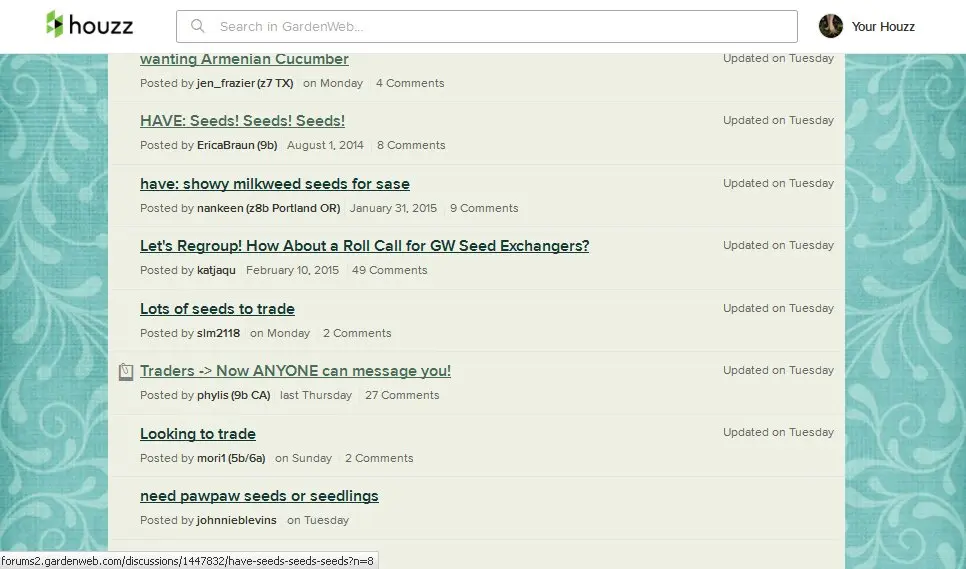 houzz
Search in GardenWeb...
Your Houzz
wanting Armenian Cucumber
Updated on Tuesday
Posted by jen_frazier (z7 TX) on Monday 4 Comments
HAVE: Seeds! Seeds! Seeds!
Updated on Tuesday
Posted by EricaBraun (9b) August 1, 2014 8 Comments
have: showy milkweed seeds for sase
Updated on Tuesday
Posted by nankeen (z8b Portland OR) January 31, 2015 9 Comments
Let's Regroup! How About a Roll Call for GW Seed Exchangers?
Updated on Tuesday
Posted by katjaqu February 10, 2015 49 Comments
Lots of seeds to trade
Updated on Tuesday
Posted by slm2118 on Monday 2 Comments
Traders -> Now ANYONE can message you!
Updated on Tuesday
Posted by phylis (9b CA) last Thursday 27 Comments
Looking to trade
Updated on Tuesday
Posted by mori1 (5b/6a) on Sunday 2 Comments
need pawpaw seeds or seedlings
Posted by johnnieblevins on Tuesday
forums2.gardenweb.com/discussions/1447832/have-seeds-seeds-seeds?n=8